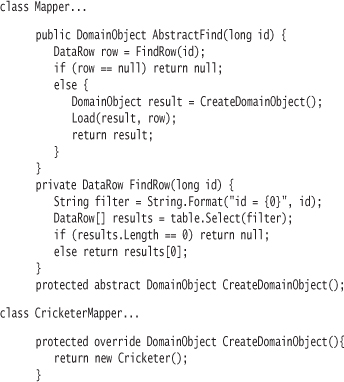 class Mapper...
public DomainObject AbstractFind(long id) {
DataRow row = FindRow(id);
if (row == null) return null;
else {
DomainObject result = CreateDomainObject();
Load(result, row);
return result;
}
}
private DataRow FindRow(long id) {
String filter = String.Format("id = {0}", id);
DataRow[] results = table.Select(filter);
if (results.Length == 0) return null;
else return results[0];
}
protected abstract DomainObject CreateDomainObject();
class CricketerMapper...
protected override DomainObject CreateDomainObject(){
return new Cricketer();
}